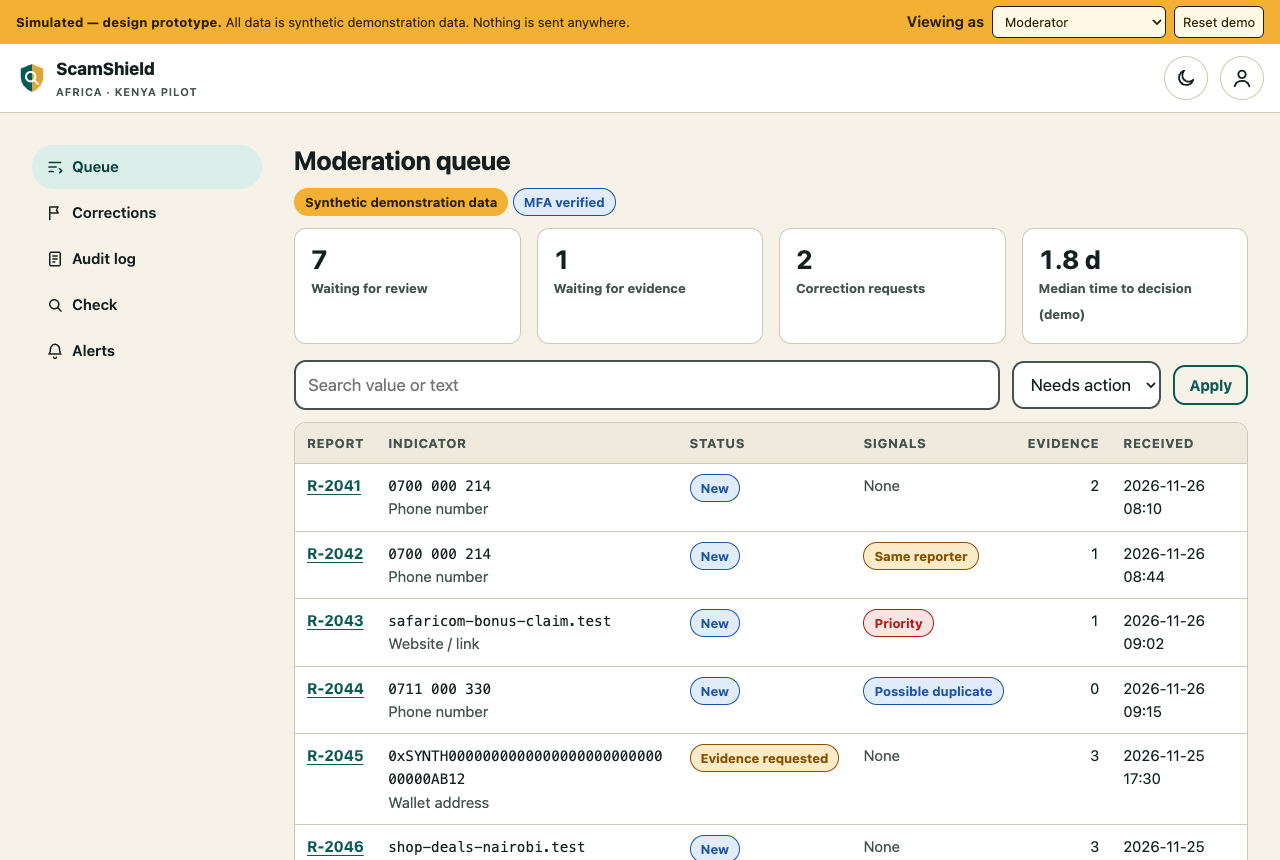 Simulated — design prototype. All data is synthetic demonstration data. Nothing is sent anywhere.
Viewing as
Moderator
Reset demo
ScamShield
AFRICA · KENYA PILOT
Queue
Corrections
Audit log
Check
Alerts
Moderation queue
Synthetic demonstration data
MFA verified
7
Waiting for review
1
Waiting for evidence
2
Correction requests
1.8 d
Median time to decision
(demo)
Search value or text
Needs action
Apply
REPORT INDICATOR STATUS SIGNALS EVIDENCE RECEIVED
R-2041 0700 000 214 New None 2 2026-11-26
Phone number 08:10
R-2042 0700 000 214 New Same reporter 1 2026-11-26
Phone number 08:44
R-2043 safaricom-bonus-claim.test New Priority 1 2026-11-26
Website / link 09:02
R-2044 0711 000 330 New Possible duplicate 0 2026-11-26
Phone number 09:15
R-2045 0xSYNTH0000000000000000000000000 Evidence requested None 3 2026-11-25
00000AB12 17:30
Wallet address
R-2046 shop-deals-nairobi.test New None 3 2026-11-25